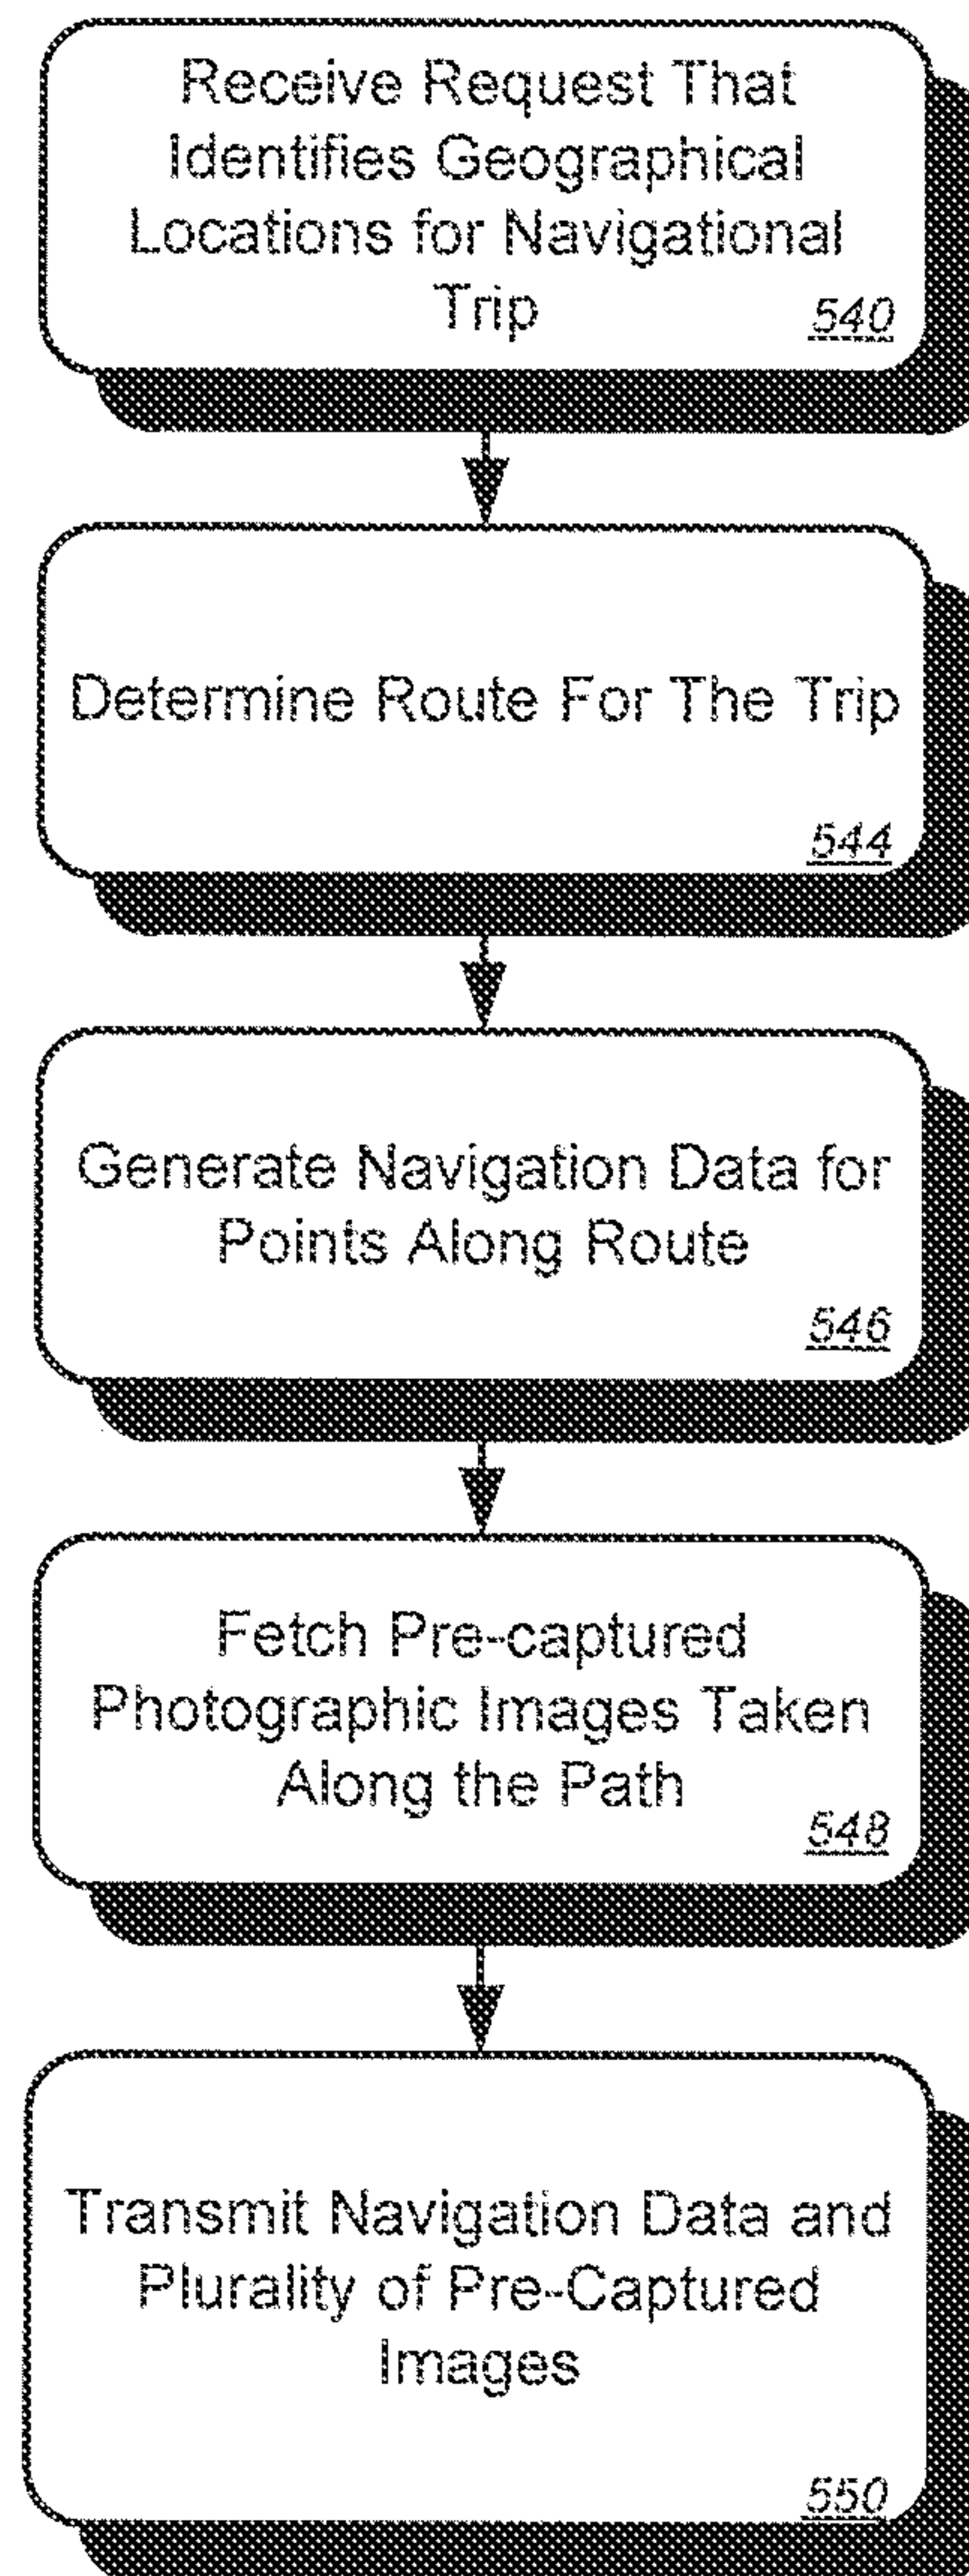 Receive Request That
Identifies Geographical
Locations for Navigational
Trip
540
Determine Route For The Trip
544
Generate Navigation Data for
Points Along Route
546
Fetch Pre-captured
Photographic Images Taken
Along the Path
548
Transmit Navigation Data and
Plurality of Pre-Captured
Images
550